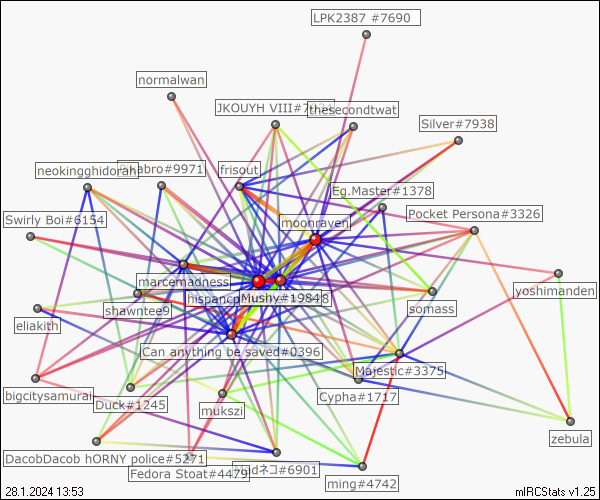 LPK2387 #7690
normalwan
JKOUYH VIII#7
thesecondtwat
Silver#7938
neokingghidorah
abro#9971
frisout
Eg.Master#1378
Swirly Boi#6154
moonraven
Pocket Persona#3326
marcemadness
yoshimanden
shawntee9
hispancp
Mushy#1984
8
somass
eliakith
Can anything be saved#0396
Majestic#3375
bigcitysamurai
Duck#1245
mukszi
Cypha#1717
zebula
DacobDacob hORNY police#5271
Fedora Stoat#4479
ネコ#6901
ming#4742
28.1.2024 13:53
mIRCStats v1.25